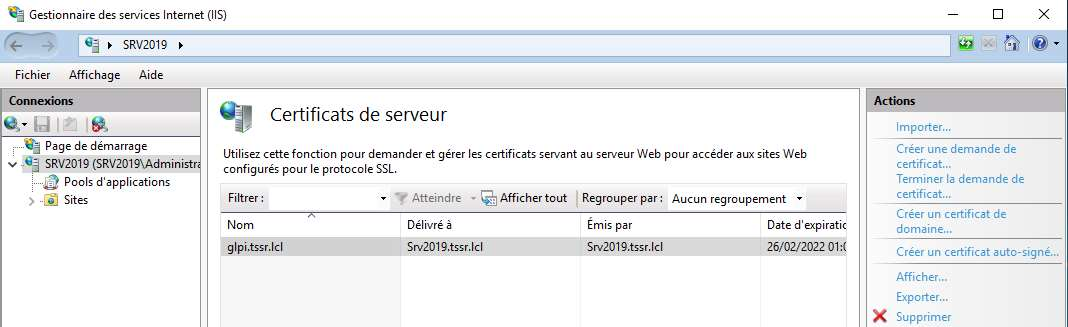 Gestionnaire des services Internet (IIS)
SRV2019
Fichier Affichage Aide
Connexions
Page de démarrage
SRV2019 (SRV2019\Administra
Pools d'applications
Sites
Certificats de serveur
Utilisez cette fonction pour demander et gérer les certificats servant au serveur Web pour accéder aux sites Web
configurés pour le protocole SSL.
Filtrer : Atteindre Afficher tout Regrouper par : Aucun regroupement
Nom Délivré à Émis par Date d'expiratio
glpi.tssr.lcl Srv2019.tssr.lcl Srv2019.tssr.lcl 26/02/2022 01:0
Actions
Importer...
Créer une demande de
certificat...
Terminer la demande de
certificat...
Créer un certificat de
domaine...
Créer un certificat auto-signé...
Afficher...
Exporter...
Supprimer